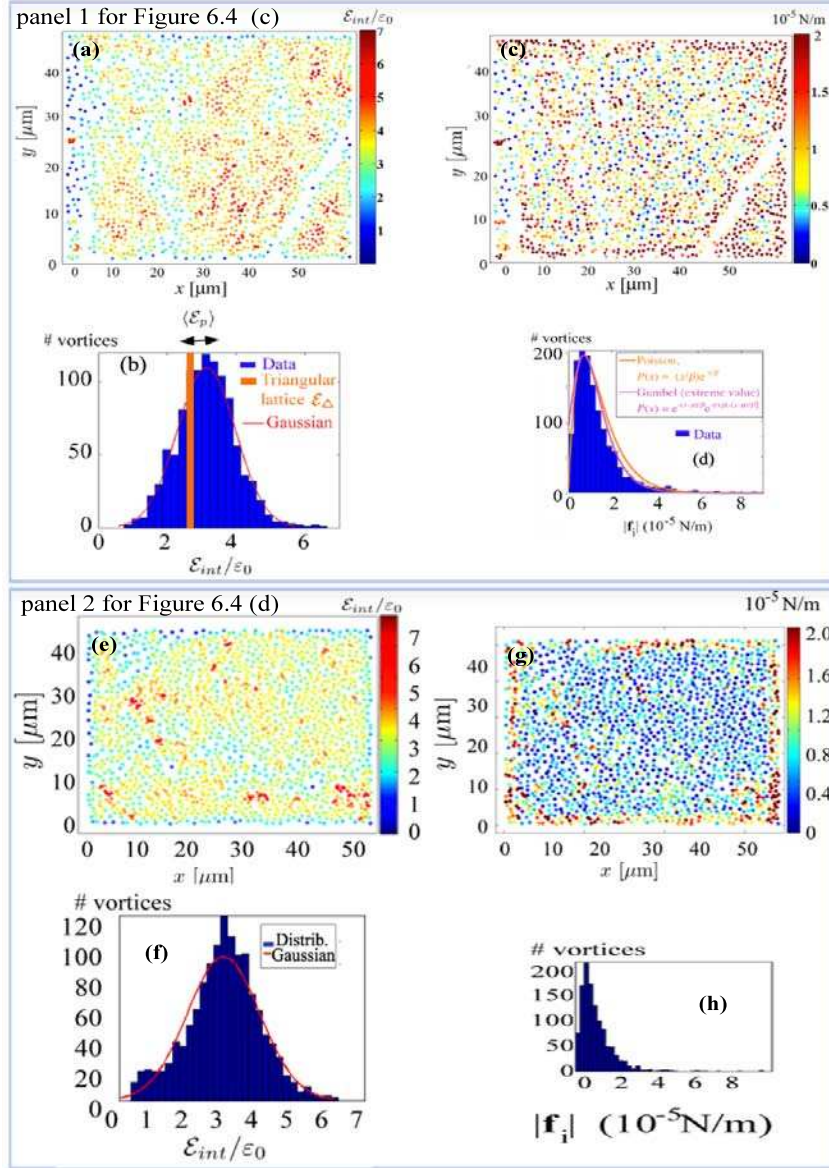 panel 1 for Figure 6.4 (c)
ℰint/ε0
(a)
7
6
5
4
3
2
1
y [μm]
40
30
20
10
0
0 10 20 30 40 50
x [μm]
10-5 N/m
(c)
2
1.5
1
0.5
0
y [μm]
40
30
20
10
0
0 10 20 30 40 50
x [μm]
⟨ℰp⟩
# vortices
(b)
Data
Triangular
lattice ℰ△
Gaussian
100
50
0
0 2 4 6
ℰint/ε0
# vortices
200
100
0
Poisson,
Gumbel (extreme value)
Data
(d)
0 2 4 6 8
|fi| (10-5 N/m)
panel 2 for Figure 6.4 (d)
ℰint/ε0
(e)
7
6
5
4
3
2
1
0
y [μm]
40
30
20
10
0
0 10 20 30 40 50
x [μm]
10-5 N/m
(g)
2.0
1.5
1
0.5
0
y [μm]
40
30
20
10
0
0 10 20 30 40 50
x [μm]
# vortices
(f)
Distrib.
Gaussian
120
100
80
60
40
20
0
0 1 2 3 4 5 6 7
ℰint/ε0
# vortices
(h)
200
150
100
50
0
0 2 4 6 8
|fi| (10-5N/m)